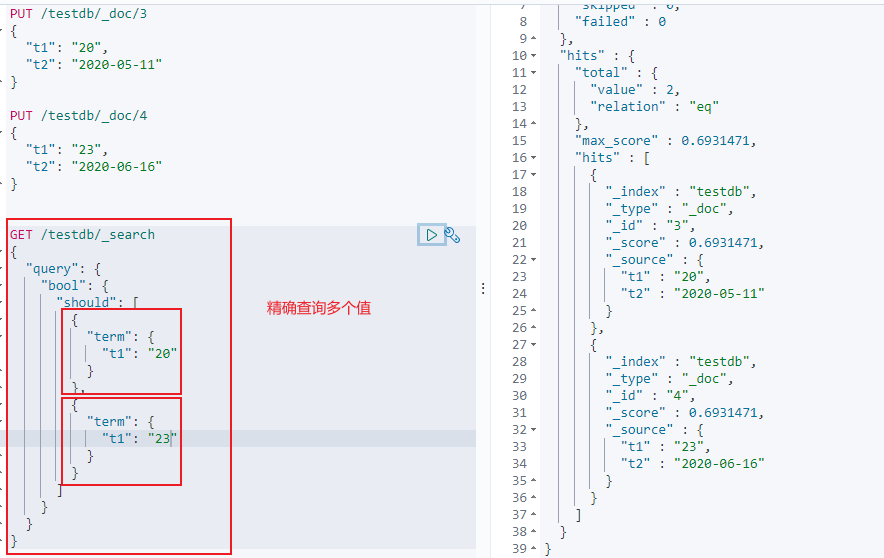 PUT /testdb/_doc/3
{
"t1": "20",
"t2": "2020-05-11"
}
PUT /testdb/_doc/4
{
"t1": "23",
"t2": "2020-06-16"
}
GET /testdb/_search
{
"query": {
"bool": {
"should": [
{
"term": {
"t1": "20"
}
},
{
"term": {
"t1": "23"
}
}
]
}
}
}
精确查询多个值
7 "skipped" : 0,
8 "failed" : 0
9 },
10 "hits" : {
11 "total" : {
12 "value" : 2,
13 "relation" : "eq"
14 },
15 "max_score" : 0.6931471,
16 "hits" : [
17 {
18 "_index" : "testdb",
19 "_type" : "_doc",
20 "_id" : "3",
21 "_score" : 0.6931471,
22 "_source" : {
23 "t1" : "20",
24 "t2" : "2020-05-11"
25 }
26 },
27 {
28 "_index" : "testdb",
29 "_type" : "_doc",
30 "_id" : "4",
31 "_score" : 0.6931471,
32 "_source" : {
33 "t1" : "23",
34 "t2" : "2020-06-16"
35 }
36 }
37 ]
38 }
39 }